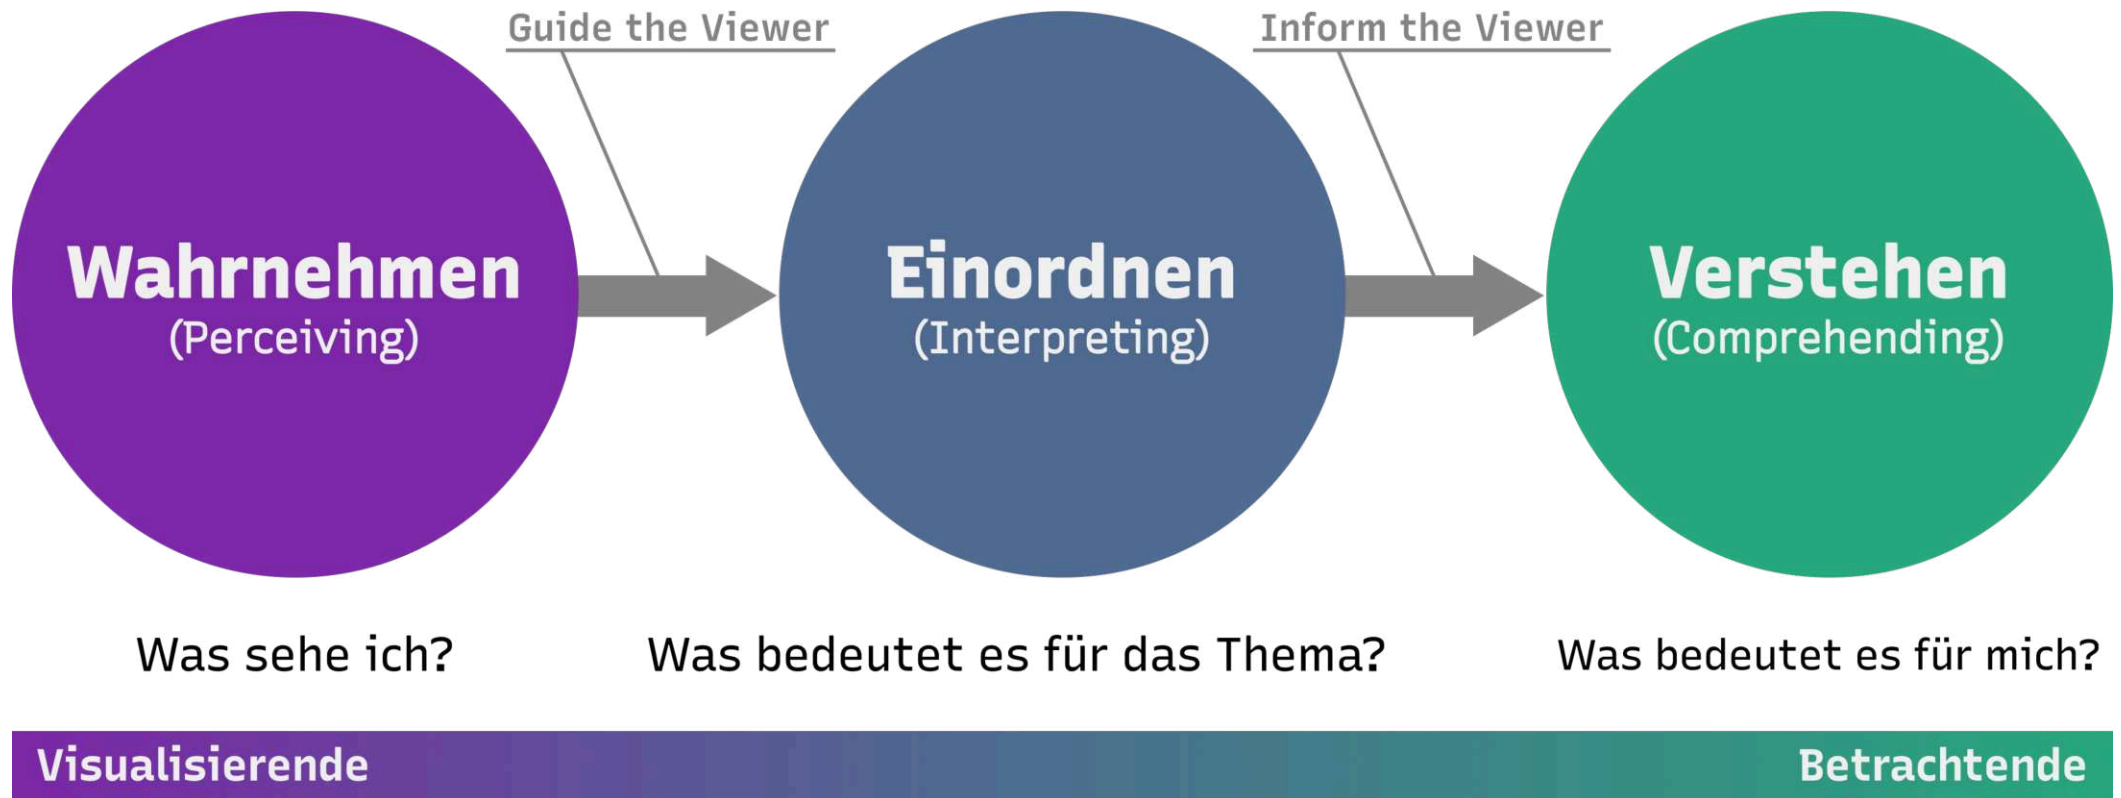 Guide the Viewer
Inform the Viewer
Wahrnehmen
(Perceiving)
Einordnen
(Interpreting)
Verstehen
(Comprehending)
Was sehe ich?
Was bedeutet es für das Thema?
Was bedeutet es für mich?
Visualisierende
Betrachtende